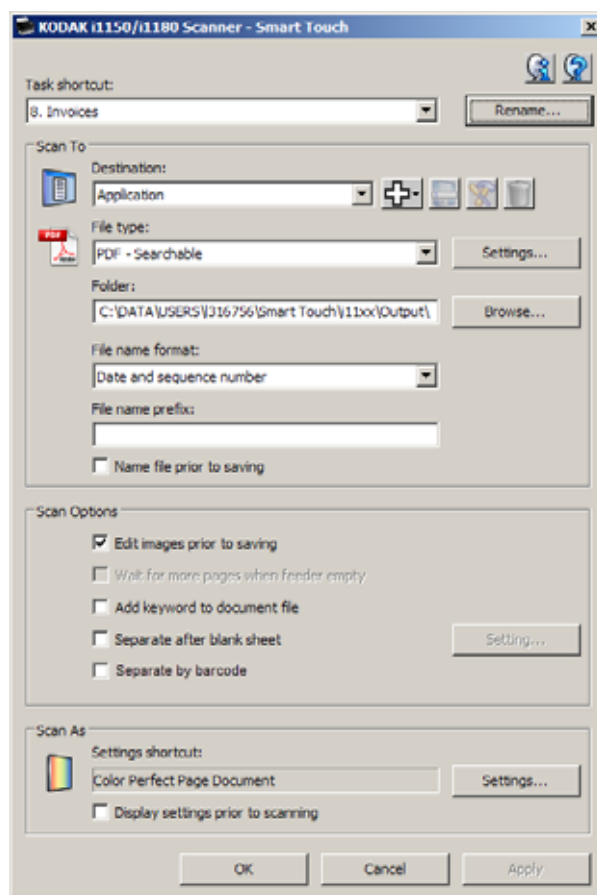 KODAK i1150/i1180 Scanner - Smart Touch
Task shortcut:
8. Invoices
Rename...
Scan To
Destination:
Application
PDF
File type:
PDF - Searchable
Settings...
Folder:
C:\DATA\USERS\J316756\Smart Touch\i11xx\Output\
Browse...
File name format:
Date and sequence number
File name prefix:
Name file prior to saving
Scan Options
Edit images prior to saving
Wait for more pages when feeder empty
Add keyword to document file
Separate after blank sheet
Setting...
Separate by barcode
Scan As
Settings shortcut:
Color Perfect Page Document
Settings...
Display settings prior to scanning
OK
Cancel
Apply